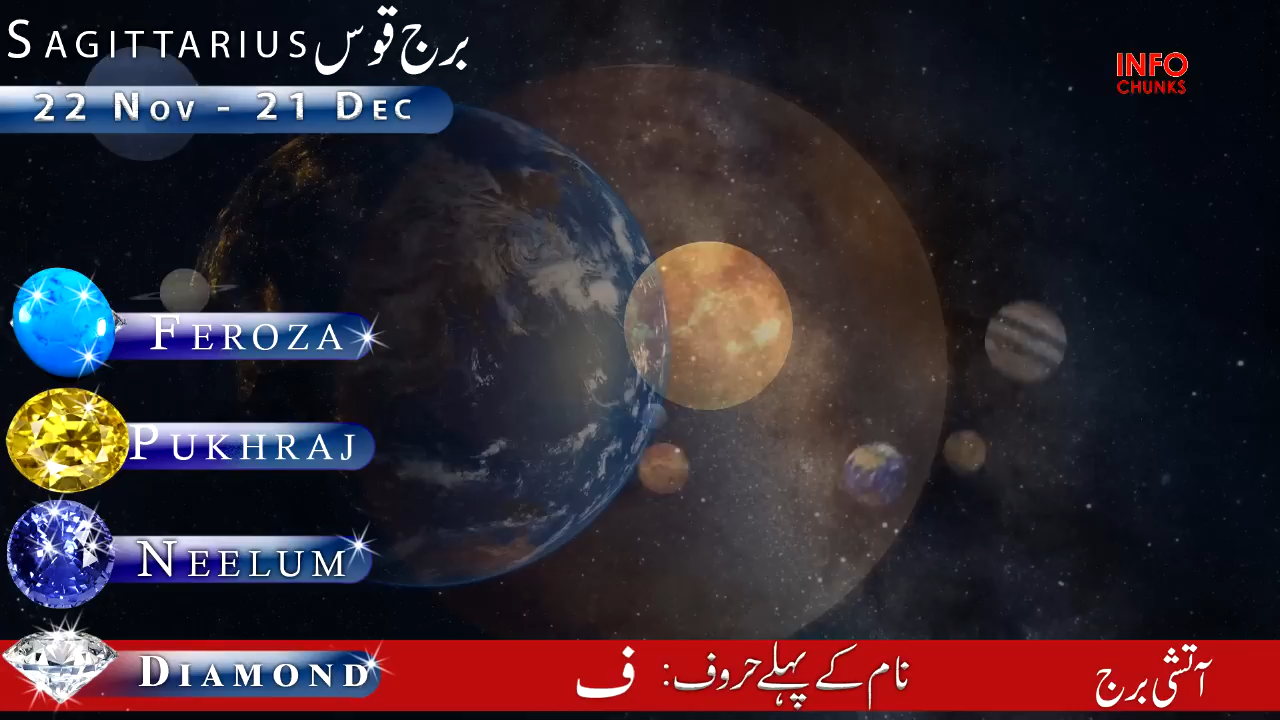 SAGITTARIUS برج قوس
22 Nov - 21 Dec
INFO
CHUNKS
FEROZA
PUKHRAJ
NEELUM
DIAMOND
نام کے پہلے حروف: ف
آتشی برج